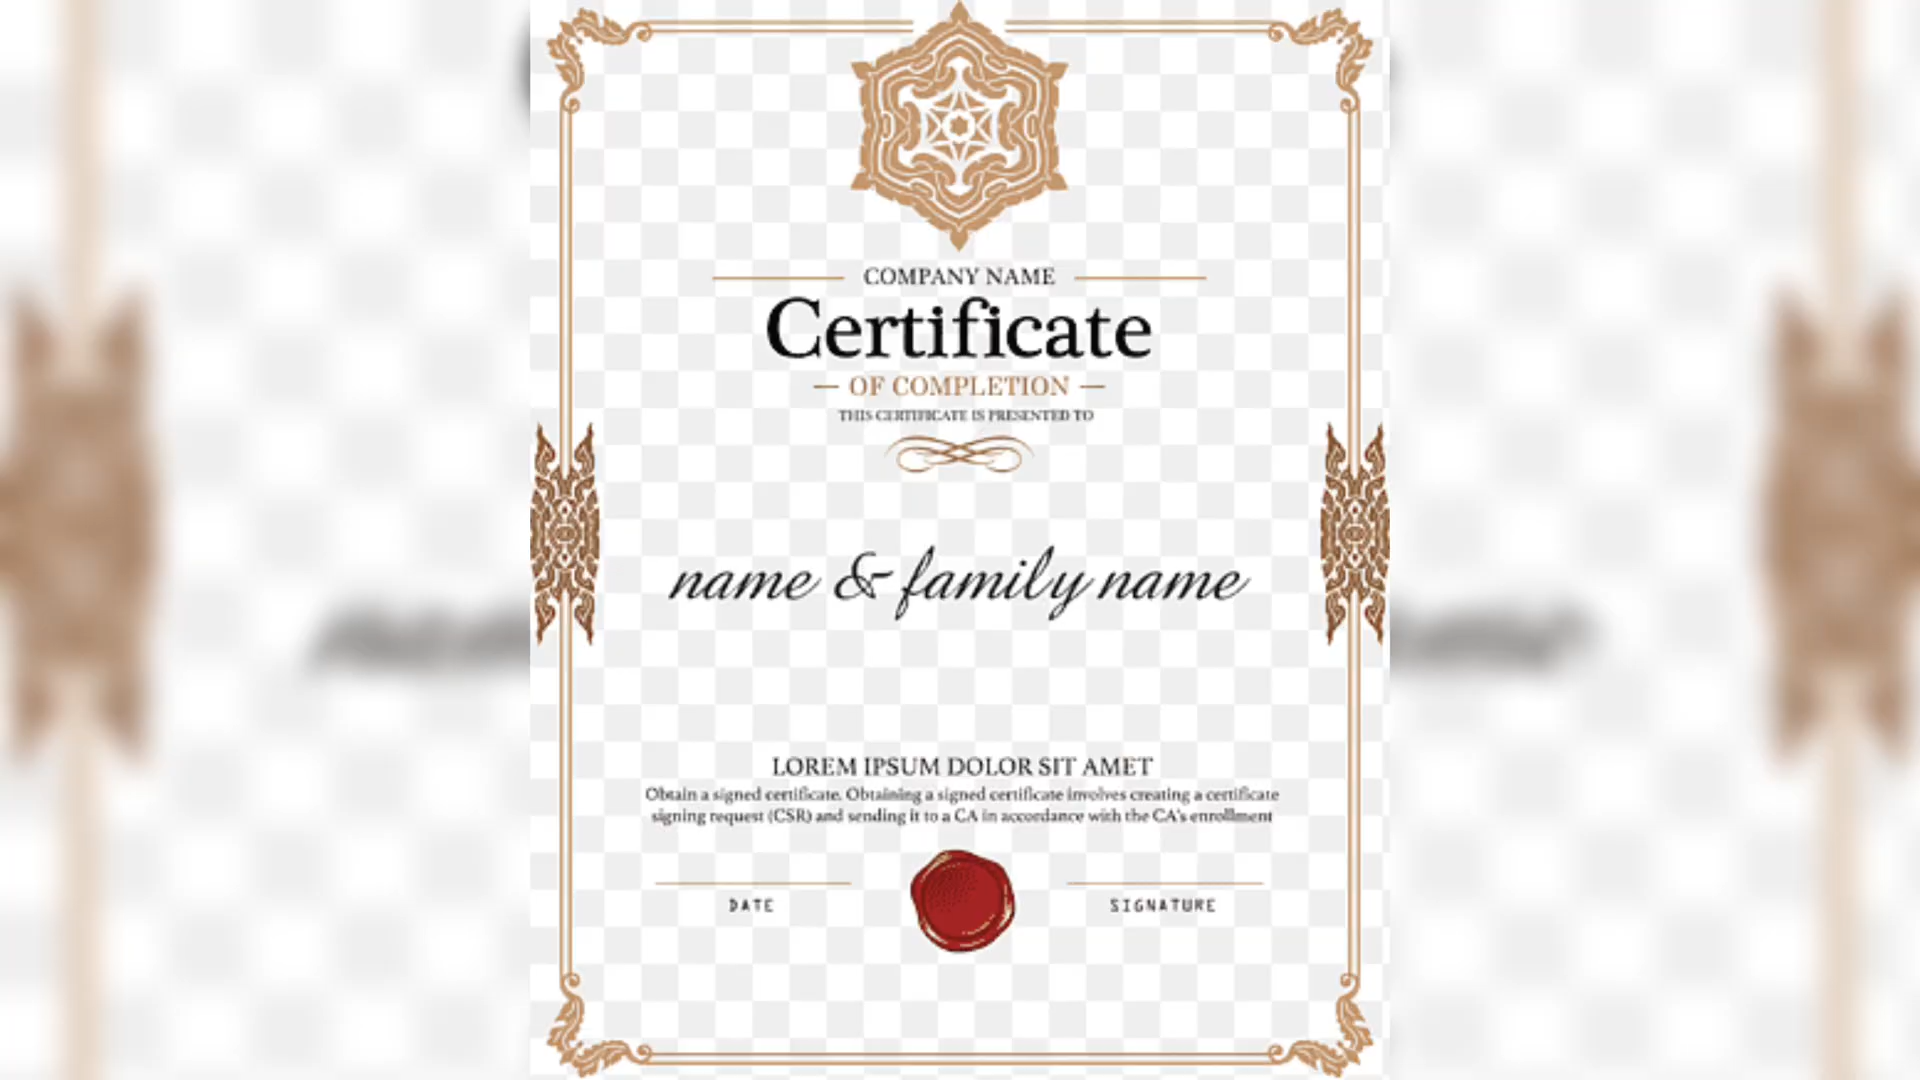 COMPANY NAME
Certificate
OF COMPLETION
THIS CERTIFICATE IS PRESENTED TO
name & family name
LOREM IPSUM DOLOR SIT AMET
Obtain a signed certificate. Obtaining a signed certificate involves creating a certificate
signing request (CSR) and sending it to a CA in accordance with the CA's enrollment
DATE
SIGNATURE